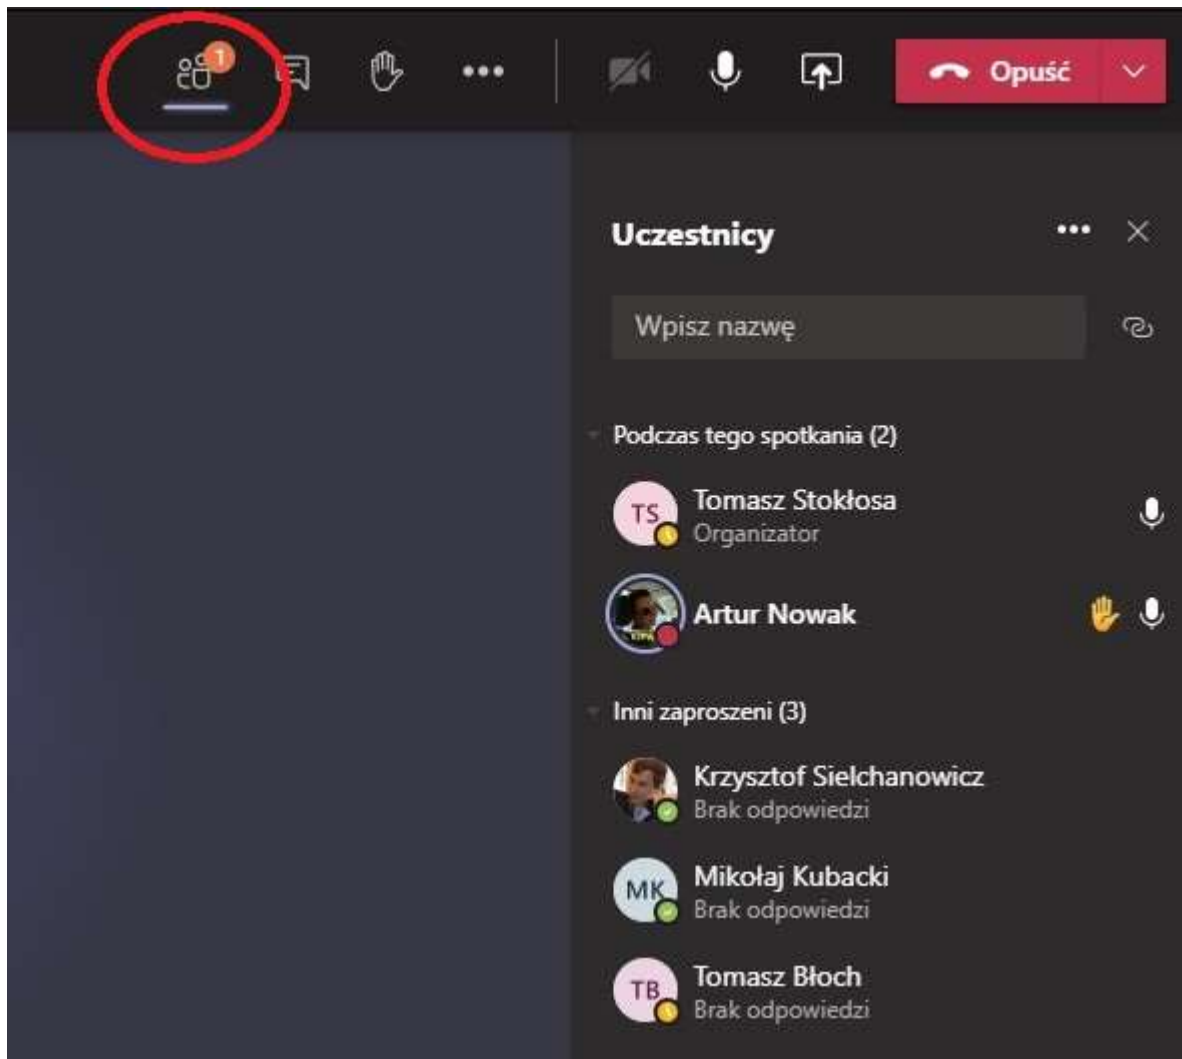 1
Opuść
Uczestnicy
Wpisz nazwę
Podczas tego spotkania (2)
TS
Tomasz Stokłosa
Organizator
Artur Nowak
Inni zaproszeni (3)
Krzysztof Sielchanowicz
Brak odpowiedzi
MK
Mikołaj Kubacki
Brak odpowiedzi
TB
Tomasz Błoch
Brak odpowiedzi